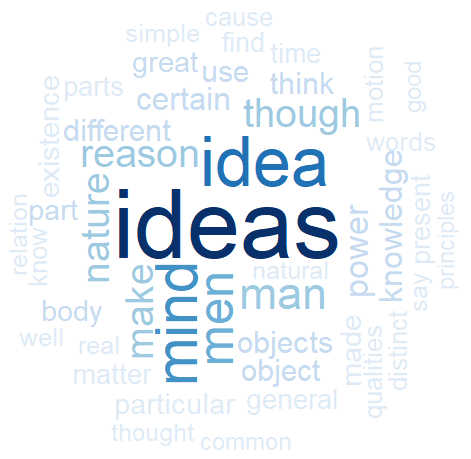 cause
simple
find
time
great
use
think
motion
good
parts
certain
though
existence
different
words
reason
idea
nature
ideas
knowledge
part
relation
know
power
present
principles
say
natural
mind
men
make
man
body
well
real
objects
object
made
qualities
distinct
matter
particular
general
thought
common